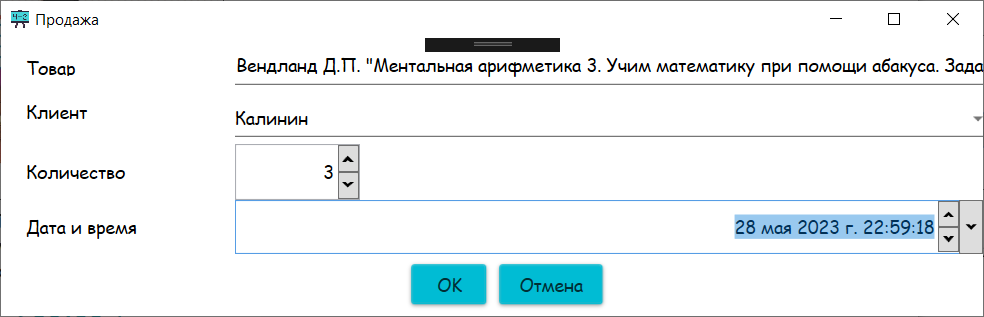 Продажа
Товар
Вендланд Д.П. "Ментальная арифметика 3. Учим математику при помощи абакуса. Зада
Клиент
Калинин
Количество
3
Дата и время
28 мая 2023 г. 22:59:18
OK
Отмена